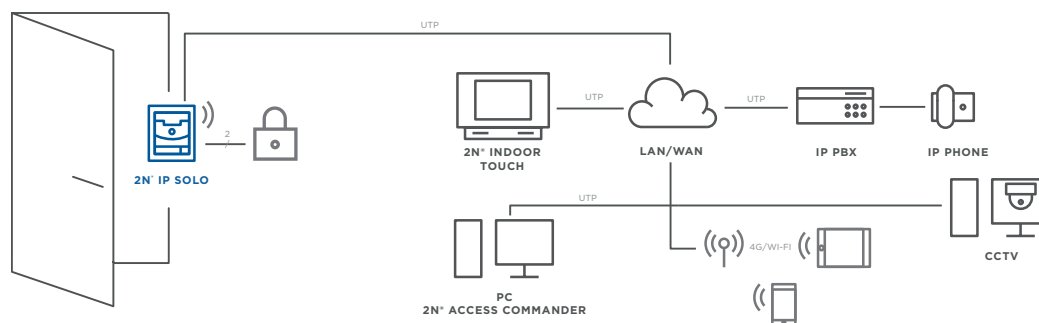 UTP
2
2N® IP SOLO
UTP
UTP
2N® INDOOR
TOUCH
LAN/WAN
IP PBX
IP PHONE
UTP
4G/WI-FI
CCTV
PC
2N® ACCESS COMMANDER